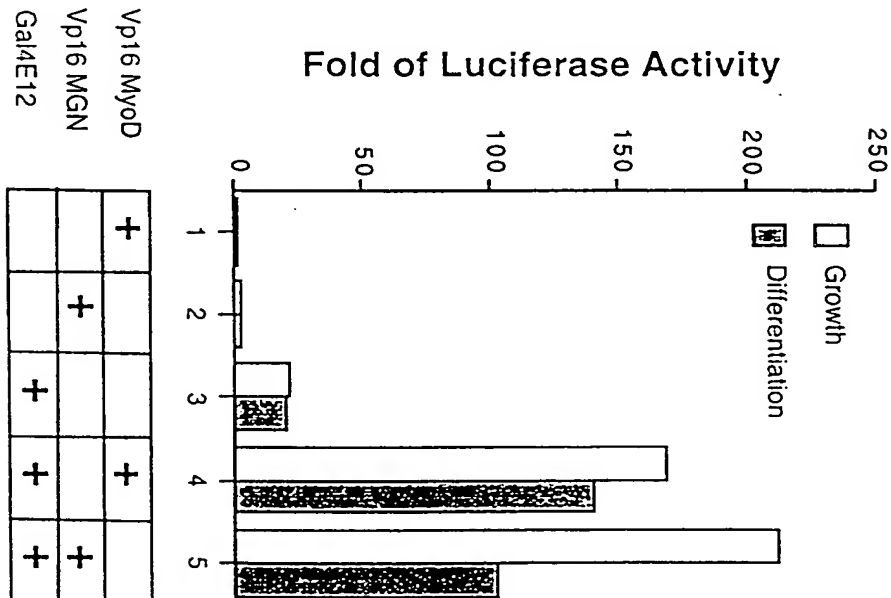 Fold of Luciferase Activity
250
200
150
100
50
0
Growth
Differentiation
1 2 3 4 5
Vp16 MyoD + +
Vp16 MGN + +
Gal4E12 + + +